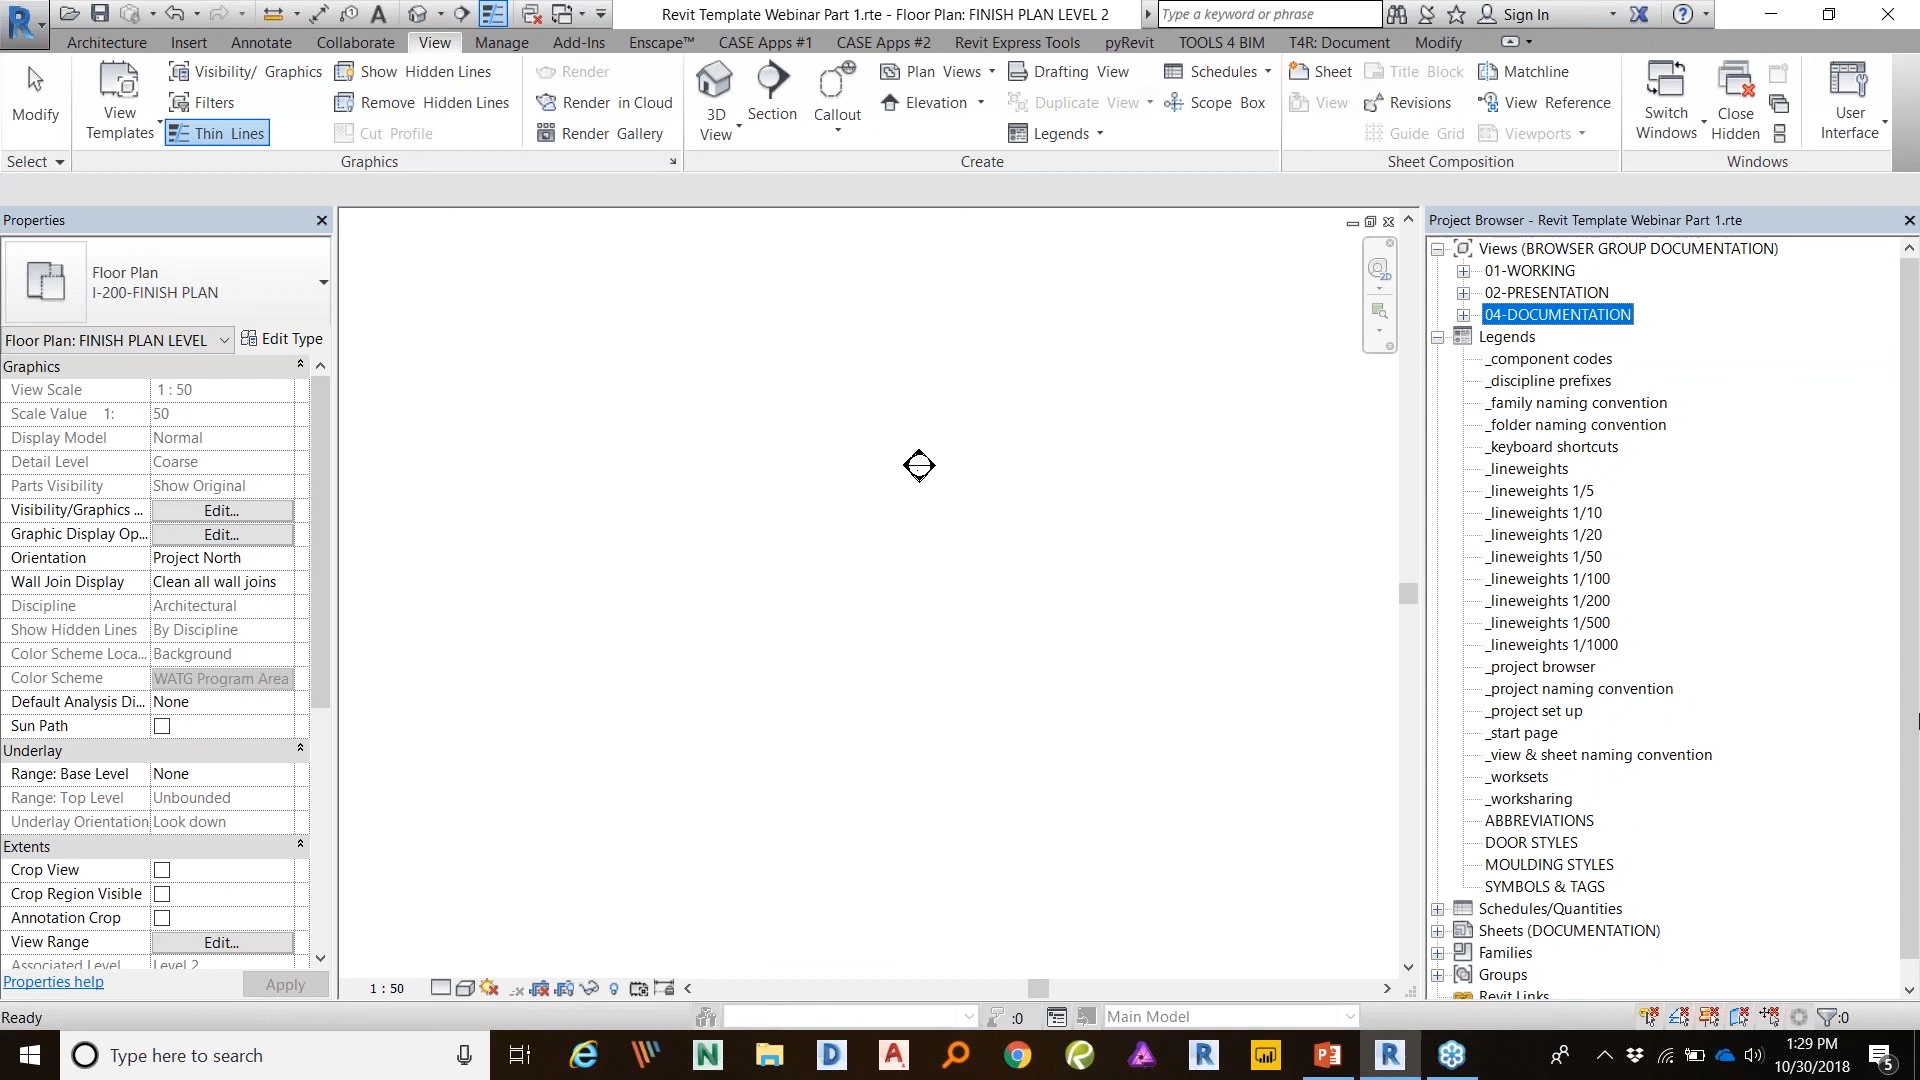 Revit Template Webinar Part 1.rte - Floor Plan: FINISH PLAN LEVEL 2
Type a keyword or phrase
Sign In
Architecture Insert Annotate Collaborate View Manage Add-Ins Enscape™ CASE Apps #1 CASE Apps #2 Revit Express Tools pyRevit TOOLS 4 BIM T4R: Document Modify
Modify
View Templates
Visibility/ Graphics
Filters
Thin Lines
Show Hidden Lines
Remove Hidden Lines
Cut Profile
Render
Render in Cloud
Render Gallery
3D View
Section
Callout
Plan Views
Elevation
Drafting View
Duplicate View
Legends
Schedules
Scope Box
Sheet
View
Title Block
Revisions
Guide Grid
Matchline
View Reference
Viewports
Switch Windows
Close Hidden
User Interface
Select
Graphics
Create
Sheet Composition
Windows
Properties
Floor Plan
I-200-FINISH PLAN
Floor Plan: FINISH PLAN LEVEL
Edit Type
Graphics
View Scale 1 : 50
Scale Value 1: 50
Display Model Normal
Detail Level Coarse
Parts Visibility Show Original
Visibility/Graphics ... Edit...
Graphic Display Op... Edit...
Orientation Project North
Wall Join Display Clean all wall joins
Discipline Architectural
Show Hidden Lines By Discipline
Color Scheme Loca... Background
Color Scheme WATG Program Area
Default Analysis Di... None
Sun Path
Underlay
Range: Base Level None
Range: Top Level Unbounded
Underlay Orientation Look down
Extents
Crop View
Crop Region Visible
Annotation Crop
View Range Edit...
Associated Level Level 2
Properties help
Apply
2D
1 : 50
Project Browser - Revit Template Webinar Part 1.rte
Views (BROWSER GROUP DOCUMENTATION)
01-WORKING
02-PRESENTATION
04-DOCUMENTATION
Legends
_component codes
_discipline prefixes
_family naming convention
_folder naming convention
_keyboard shortcuts
_lineweights
_lineweights 1/5
_lineweights 1/10
_lineweights 1/20
_lineweights 1/50
_lineweights 1/100
_lineweights 1/200
_lineweights 1/500
_lineweights 1/1000
_project browser
_project naming convention
_project set up
_start page
_view & sheet naming convention
_worksets
_worksharing
ABBREVIATIONS
DOOR STYLES
MOULDING STYLES
SYMBOLS & TAGS
Schedules/Quantities
Sheets (DOCUMENTATION)
Families
Groups
Revit Links
Ready
:0
Main Model
:0
Type here to search
1:29 PM
10/30/2018
5